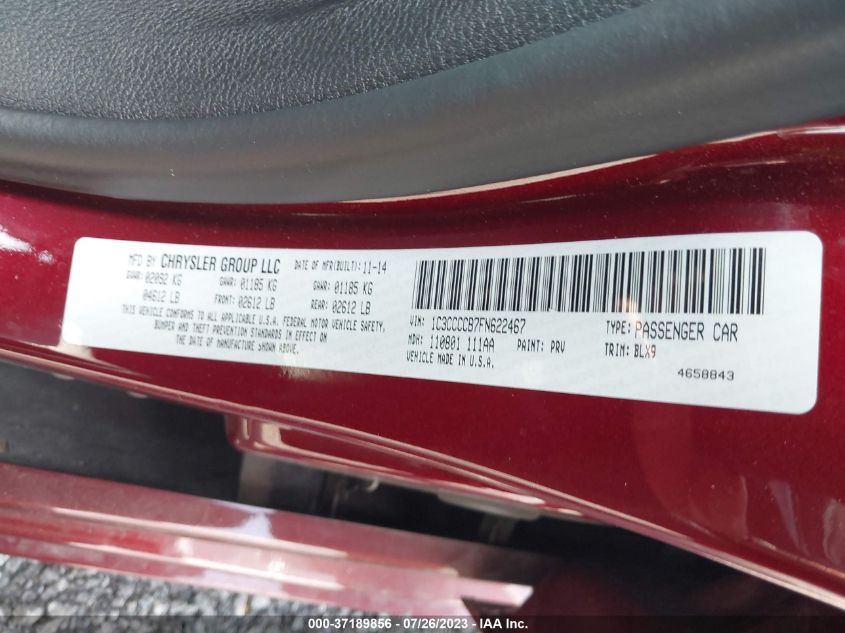 MFD BY CHRYSLER GROUP LLC DATE OF MFR(BUILT): 11-14
GVWR: 02092 KG GAWR: 01185 KG GAWR: 01185 KG
04612 LB FRONT: 02612 LB REAR: 02612 LB
THIS VEHICLE CONFORMS TO ALL APPLICABLE U.S.A. FEDERAL MOTOR VEHICLE SAFETY,
BUMPER AND THEFT PREVENTION STANDARDS IN EFFECT ON
THE DATE OF MANUFACTURE SHOWN ABOVE.
VIN: 1C3CCCCB7FN622467 TYPE: PASSENGER CAR
MDH: 110801 111AA PAINT: PRV TRIM: BLX9
VEHICLE MADE IN U.S.A.
4658843
000-37189856 - 07/26/2023 - IAA Inc.